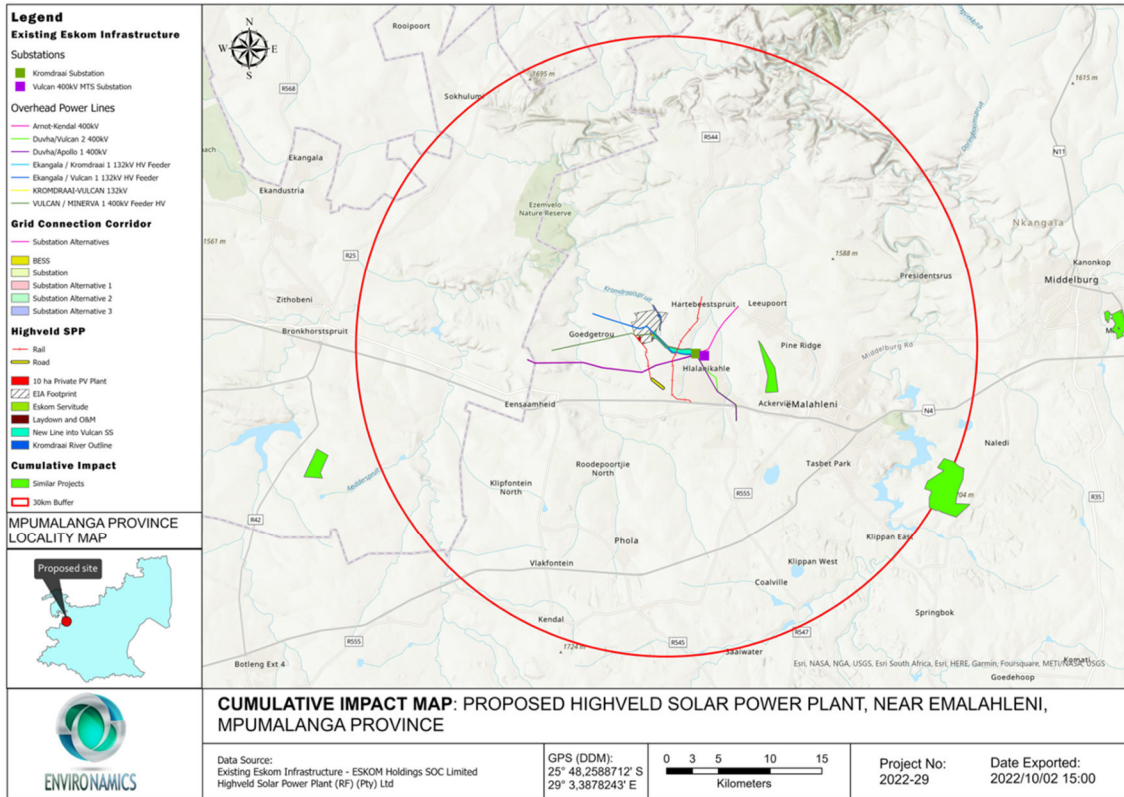 Legend
Existing Eskom Infrastructure
Substations
Kromdraai Substation
Vulcan 400kV MTS Substation
Overhead Power Lines
Arnot-Kendal 400kV
Duvha/Vulcan 2 400kV
Duvha/Apollo 1 400kV
Ekangala / Kromdraai 1 132kV HV Feeder
Ekangala / Vulcan 1 132kV HV Feeder
KROMDRAAI-VULCAN 132kV
VULCAN / MINERVA 1 400kV Feeder HV
Grid Connection Corridor
Substation Alternatives
BESS
Substation
Substation Alternative 1
Substation Alternative 2
Substation Alternative 3
Highveld SPP
Rail
Road
10 ha Private PV Plant
EIA Footprint
Eskom Servitude
Laydown and O&M
New Line into Vulcan SS
Kromdraai River Outline
Cumulative Impact
Similar Projects
30km Buffer
MPUMALANGA PROVINCE
LOCALITY MAP
Proposed site
ENVIRONAMICS
N
W E
S
Rooipoort
1695 m
1615 m
R568
Sokhulumi
R544
N11
Ekangala
Ekandustria
Ezemvelo
Nature Reserve
Nkangala
1561 m
R25
1588 m
Kanonkop
Presidentsrus
Middelburg
Zithobeni
Kromdraaispruit
Hartebeestspruit
Leeupoort
Bronkhorstspruit
Goedgetrou
Pine Ridge
Middelburg Rd
Hlalanikahle
Eensaamheid
Ackerville
eMalahleni
N4
Naledi
Roodepoortjie
North
Tasbet Park
Klipfontein
North
R555
R35
R42
Phola
Klippan East
Vlakfontein
Klippan West
Coalville
Kendal
Springbok
R555
1724 m
R545
R547
Saaiwater
Botleng Ext 4
Komati
Goedehoop
Esri, NASA, NGA, USGS, Esri South Africa, Esri, HERE, Garmin, Foursquare, METI/NASA, USGS
CUMULATIVE IMPACT MAP: PROPOSED HIGHVELD SOLAR POWER PLANT, NEAR EMALAHLENI,
MPUMALANGA PROVINCE
Data Source:
Existing Eskom Infrastructure - ESKOM Holdings SOC Limited
Highveld Solar Power Plant (RF) (Pty) Ltd
GPS (DDM):
25° 48,2588712' S
29° 3,3878243' E
0 3 5 10 15
Kilometers
Project No:
2022-29
Date Exported:
2022/10/02 15:00